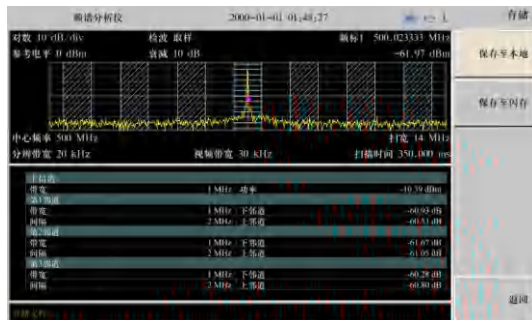 频谱分析仪 2000-01-01 01:48:27 存储
对数 10 dB/div 检波 取样 频标1 500.023333 MHz
参考电平 0 dBm 衰减 10 dB -61.97 dBm
保存至本地
保存至闪存
中心频率 500 MHz 扫宽 14 MHz
分辨带宽 20 kHz 视频带宽 30 kHz 扫描时间 350.000 ms
主信道
带宽 1 MHz 功率 -10.39 dBm
第1邻道
带宽 1 MHz 下邻道 -60.93 dB
间隔 2 MHz 上邻道 -60.51 dB
第2邻道
带宽 1 MHz 下邻道 -61.67 dB
间隔 2 MHz 上邻道 -61.05 dB
第3邻道
带宽 1 MHz 下邻道 -60.28 dB
间隔 2 MHz 上邻道 -60.80 dB
返回